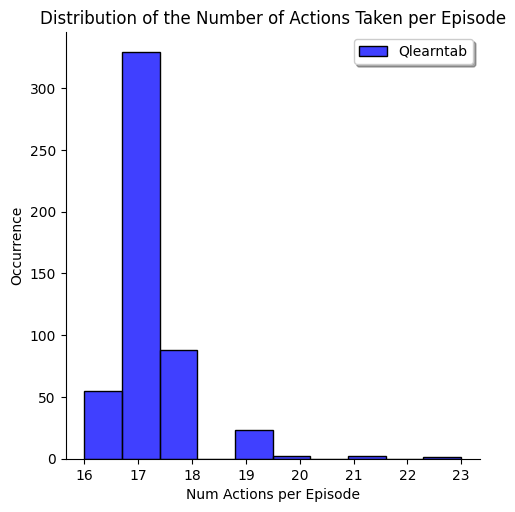 Distribution of the Number of Actions Taken per Episode
Qlearntab
Occurrence
300
250
200
150
100
50
0
16 17 18 19 20 21 22 23
Num Actions per Episode